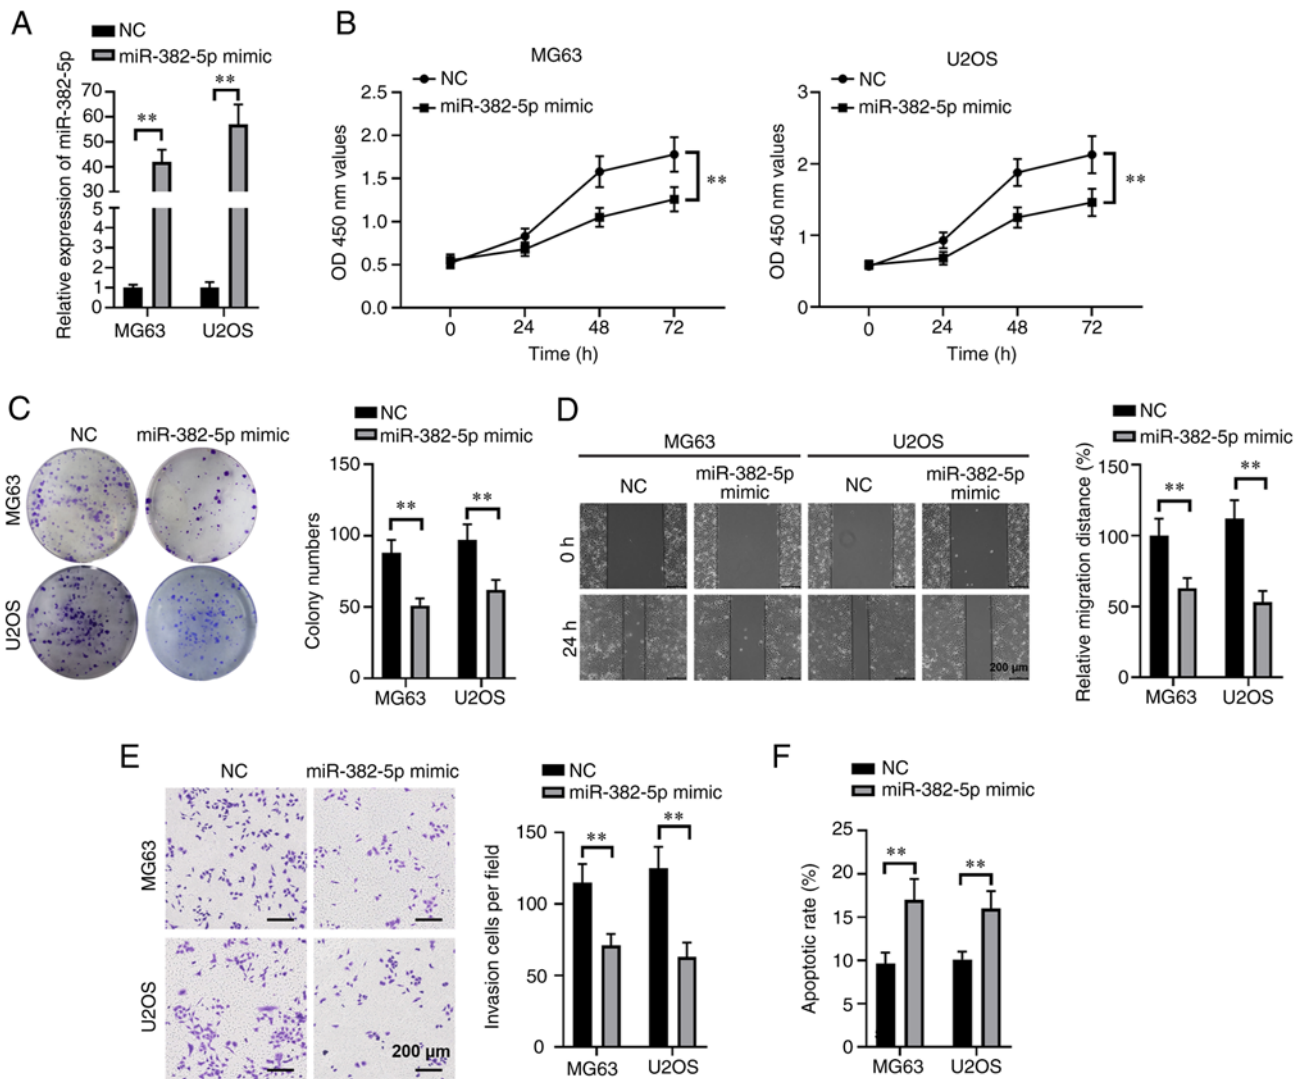 A
NC
miR-382-5p mimic
Relative expression of miR-382-5p
70
60
50
40
30
5
4
3
2
1
0
**
**
MG63
U2OS
B
MG63
NC
miR-382-5p mimic
OD 450 nm values
2.5
2.0
1.5
1.0
0.5
0.0
**
0
24
48
72
Time (h)
U2OS
NC
miR-382-5p mimic
OD 450 nm values
3
2
1
0
**
0
24
48
72
Time (h)
C
NC
miR-382-5p mimic
MG63
U2OS
NC
miR-382-5p mimic
Colony numbers
150
100
50
0
**
**
MG63
U2OS
D
MG63
U2OS
NC
miR-382-5p
mimic
NC
miR-382-5p
mimic
0 h
24 h
200 μm
NC
miR-382-5p mimic
Relative migration distance (%)
150
100
50
0
**
**
MG63
U2OS
E
NC
miR-382-5p mimic
MG63
U2OS
200 μm
NC
miR-382-5p mimic
Invasion cells per field
150
100
50
0
**
**
MG63
U2OS
F
NC
miR-382-5p mimic
Apoptotic rate (%)
25
20
15
10
5
0
**
**
MG63
U2OS